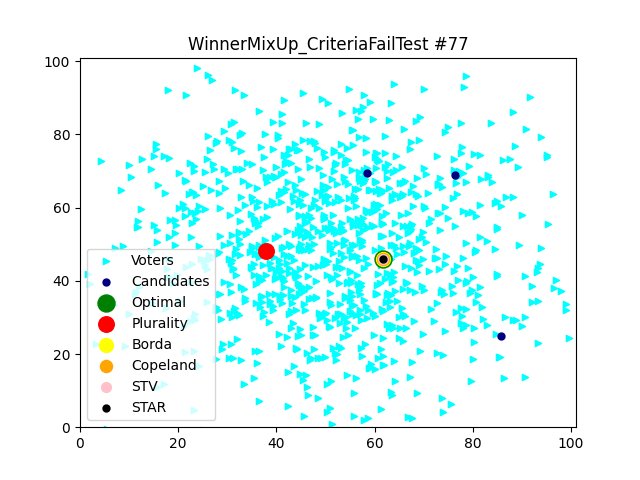 WinnerMixUp_CriteriaFailTest #77
100
80
60
40
20
0
0 20 40 60 80 100
Voters
Candidates
Optimal
Plurality
Borda
Copeland
STV
STAR